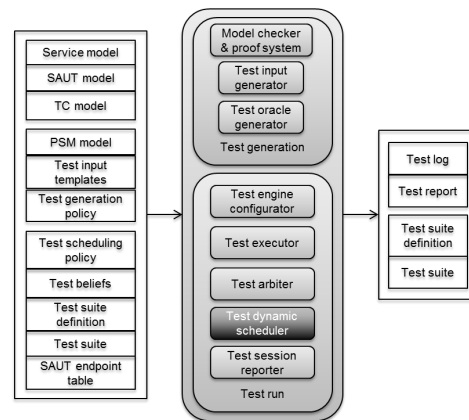 Service model
SAUT model
TC model
PSM model
Test input
templates
Test generation
policy
Test scheduling
policy
Test beliefs
Test suite
definition
Test suite
SAUT endpoint
table
Model checker
& proof system
Test input
generator
Test oracle
generator
Test generation
Test engine
configurator
Test executor
Test arbiter
Test dynamic
scheduler
Test session
reporter
Test run
Test log
Test report
Test suite
definition
Test suite